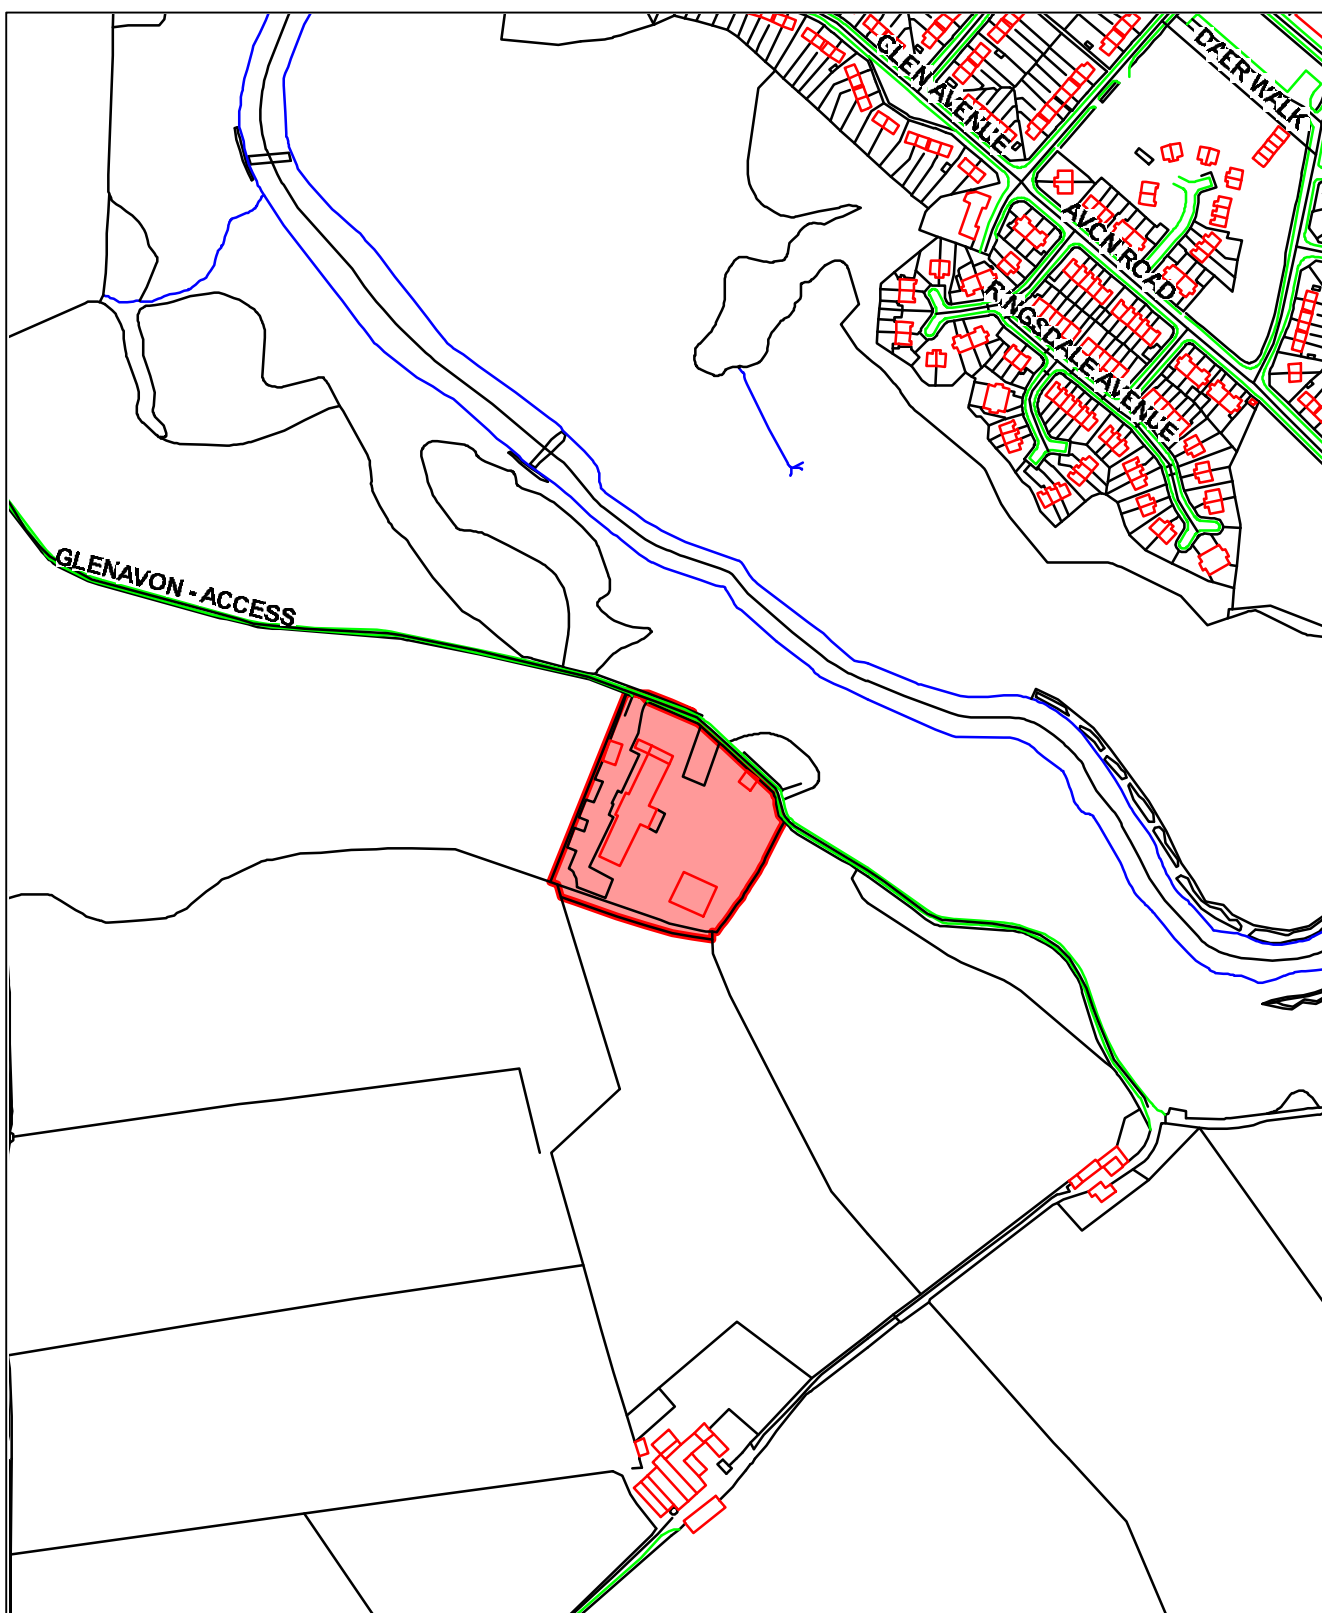 GLEN AVENUE
DAER WALK
AVON ROAD
RINGSDALE AVENUE
GLENAVON - ACCESS